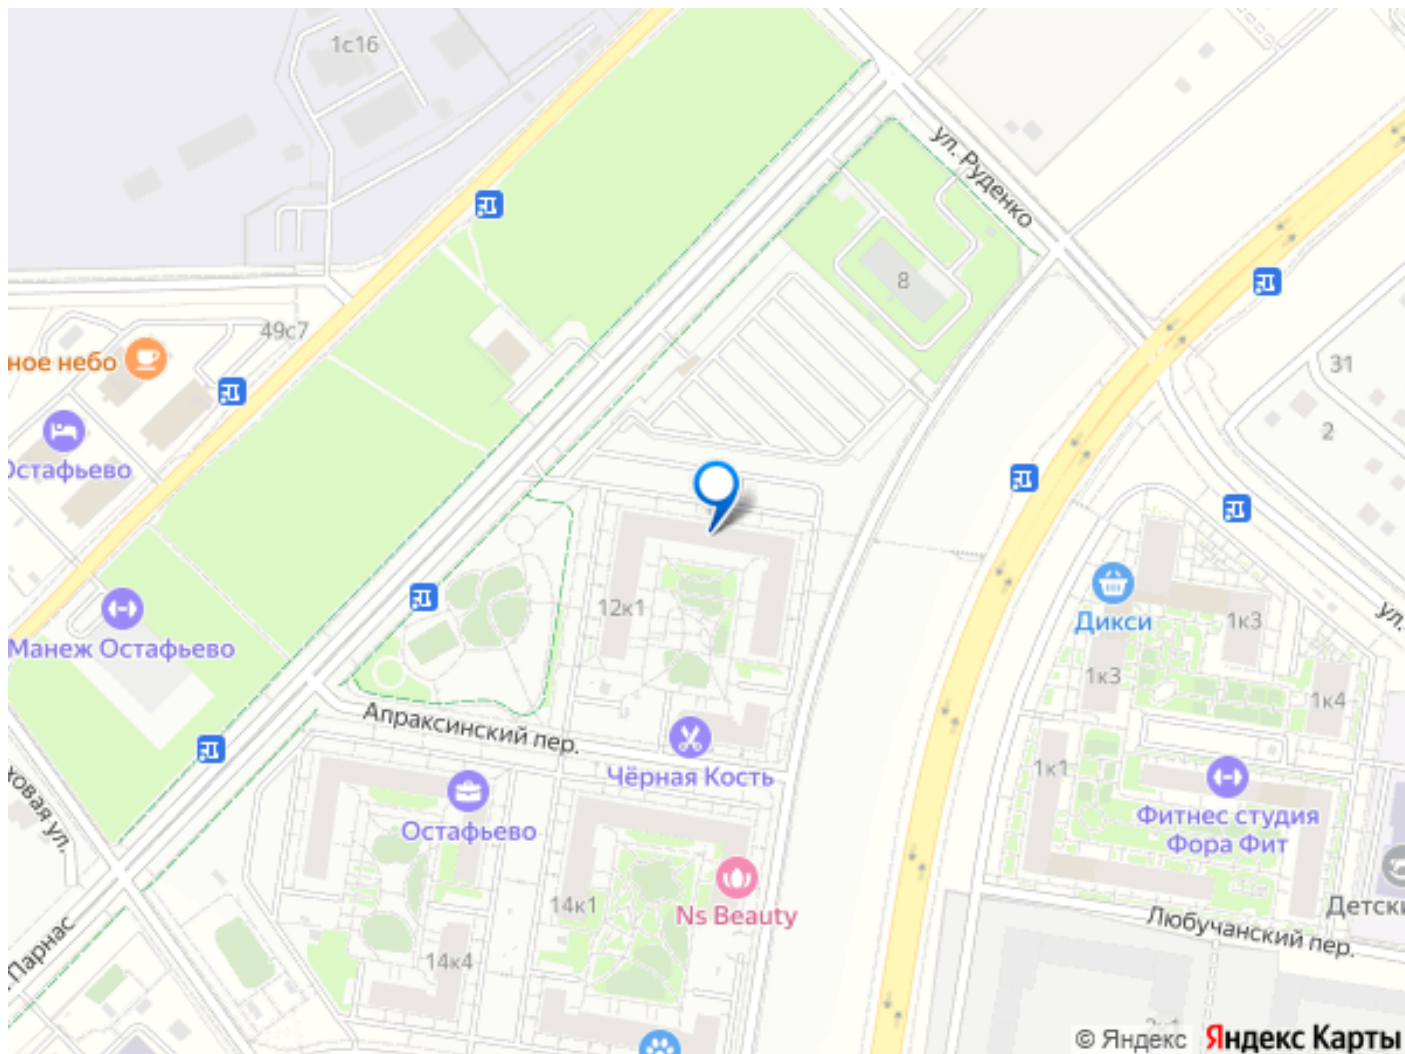 1с16
ул. Руденко
8
49с7
ное небо
31
2
Остафьево
12к1
Дикси
1к3
ул.
Манеж Остафьево
1к3
1к4
Апраксинский пер.
Чёрная Кость
1к1
ховая ул.
Остафьево
Фитнес студия
Фора Фит
14к1
Ns Beauty
Детски
Любучанский пер.
Парнас
14к4
© Яндекс
Яндекс Карты